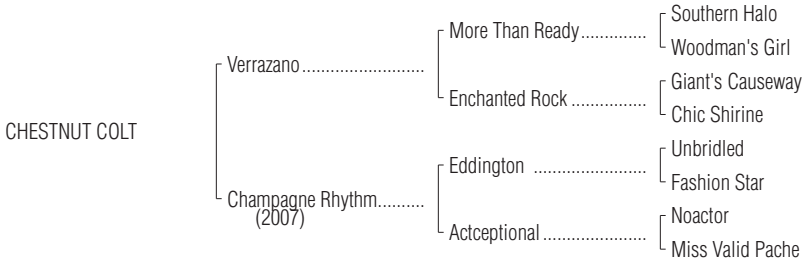 Southern Halo
More Than Ready..............
Woodman's Girl
Verrazano..........................
Giant's Causeway
Enchanted Rock ................
Chic Shirine
CHESTNUT COLT
Unbridled
Eddington ........................
Fashion Star
Champagne Rhythm..........
(2007)
Noactor
Actceptional......................
Miss Valid Pache